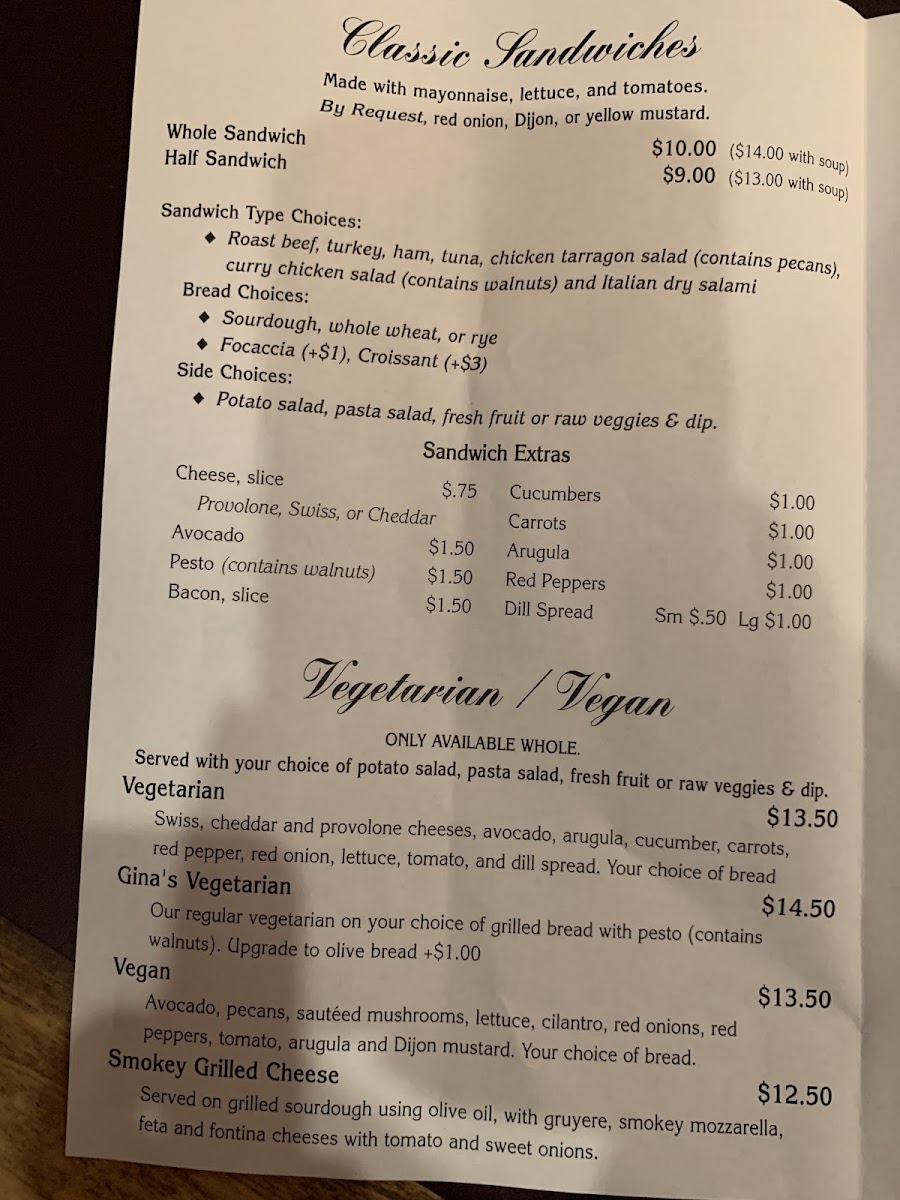 Classic Sandwiches
Made with mayonnaise, lettuce, and tomatoes.
By Request, red onion, Dijon, or yellow mustard.
Whole Sandwich $10.00 ($14.00 with soup)
Half Sandwich $9.00 ($13.00 with soup)
Sandwich Type Choices:
◆ Roast beef, turkey, ham, tuna, chicken tarragon salad (contains pecans),
curry chicken salad (contains walnuts) and Italian dry salami
Bread Choices:
◆ Sourdough, whole wheat, or rye
◆ Focaccia (+$1), Croissant (+$3)
Side Choices:
◆ Potato salad, pasta salad, fresh fruit or raw veggies & dip.
Sandwich Extras
Cheese, slice $.75 Cucumbers $1.00
Provolone, Swiss, or Cheddar Carrots $1.00
Avocado $1.50 Arugula $1.00
Pesto (contains walnuts) $1.50 Red Peppers $1.00
Bacon, slice $1.50 Dill Spread Sm $.50 Lg $1.00
Vegetarian / Vegan
ONLY AVAILABLE WHOLE.
Served with your choice of potato salad, pasta salad, fresh fruit or raw veggies & dip.
Vegetarian $13.50
Swiss, cheddar and provolone cheeses, avocado, arugula, cucumber, carrots,
red pepper, red onion, lettuce, tomato, and dill spread. Your choice of bread
Gina's Vegetarian $14.50
Our regular vegetarian on your choice of grilled bread with pesto (contains
walnuts). Upgrade to olive bread +$1.00
Vegan $13.50
Avocado, pecans, sautéed mushrooms, lettuce, cilantro, red onions, red
peppers, tomato, arugula and Dijon mustard. Your choice of bread.
Smokey Grilled Cheese $12.50
Served on grilled sourdough using olive oil, with gruyere, smokey mozzarella,
feta and fontina cheeses with tomato and sweet onions.